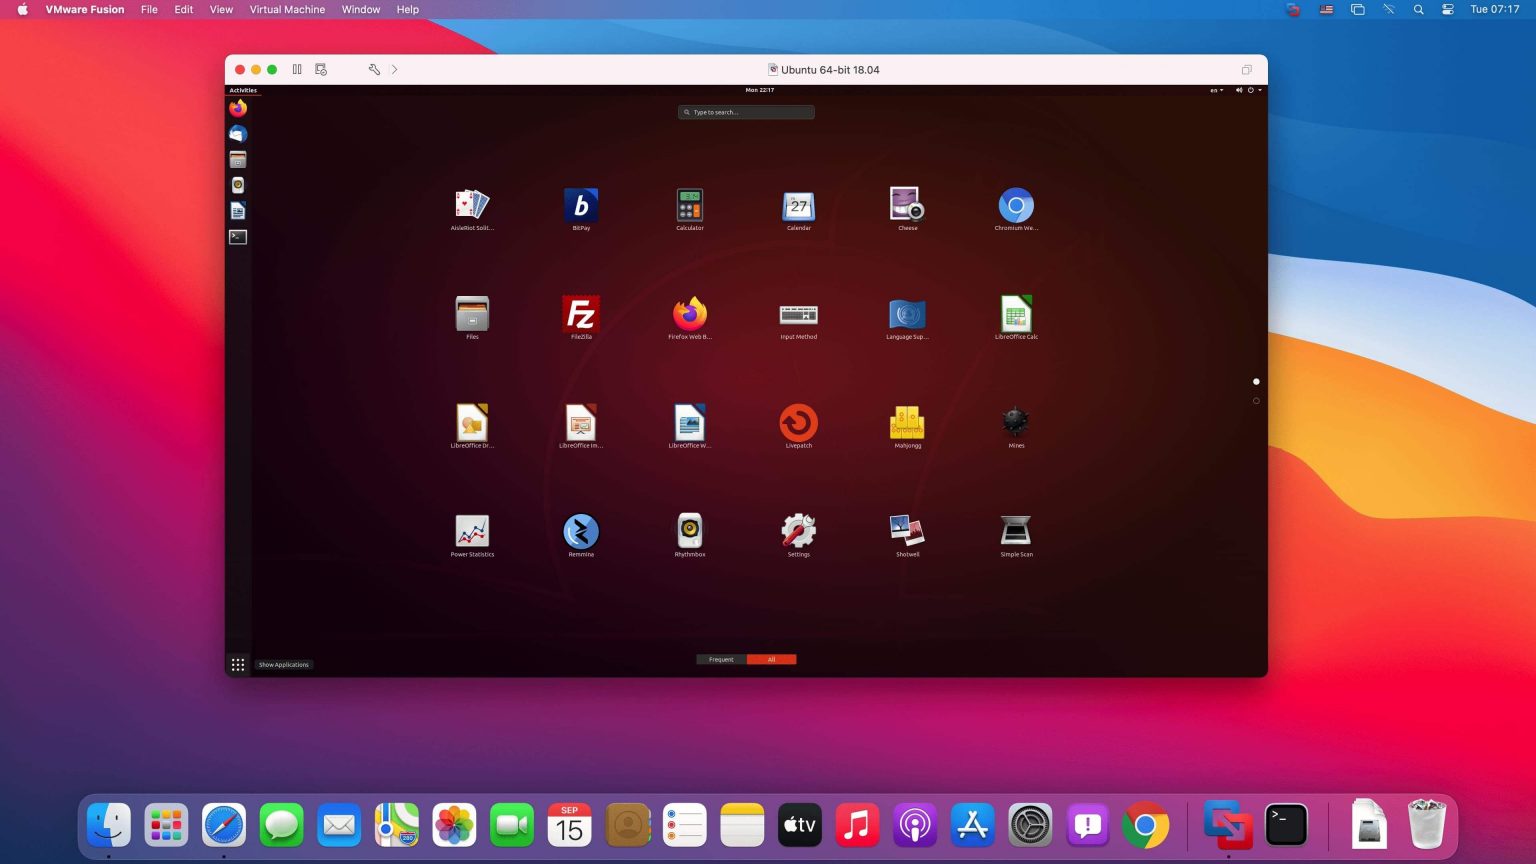 VMware Fusion File Edit View Virtual Machine Window Help Tue 07:17
Ubuntu 64-bit 18.04
Activities Mon 22:17 en
Type to search...
AisleRiot Solit... BitPay Calculator Calendar Cheese Chromium We...
b
27
Files FileZilla Firefox Web B... Input Method Language Sup... LibreOffice Calc
Fz
LibreOffice Dr... LibreOffice Im... LibreOffice W... Livepatch Mahjongg Mines
Power Statistics Remmina Rhythmbox Settings Shotwell Simple Scan
Frequent All
Show Applications
SEP
15
tv
280